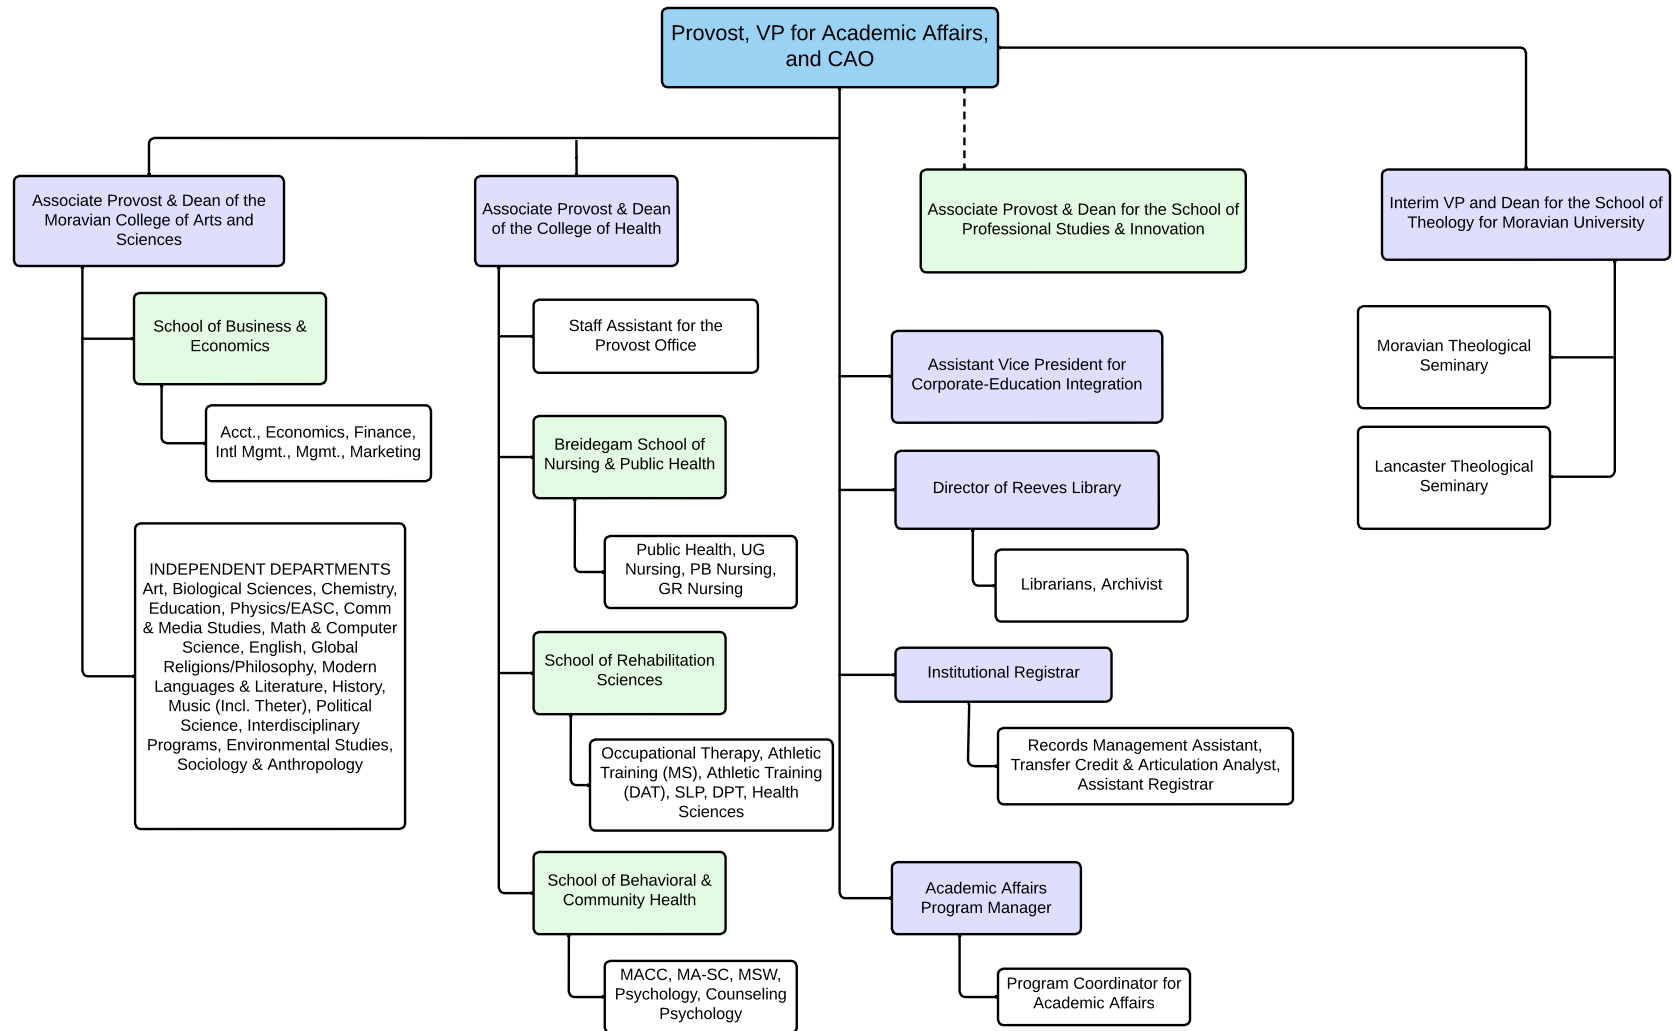 Provost, VP for Academic Affairs,
and CAO
Associate Provost & Dean of the
Moravian College of Arts and
Sciences
Associate Provost & Dean
of the College of Health
Associate Provost & Dean for the School of
Professional Studies & Innovation
Interim VP and Dean for the School of
Theology for Moravian University
School of Business &
Economics
Acct., Economics, Finance,
Intl Mgmt., Mgmt., Marketing
INDEPENDENT DEPARTMENTS
Art, Biological Sciences, Chemistry,
Education, Physics/EASC, Comm
& Media Studies, Math & Computer
Science, English, Global
Religions/Philosophy, Modern
Languages & Literature, History,
Music (Incl. Theter), Political
Science, Interdisciplinary
Programs, Environmental Studies,
Sociology & Anthropology
Staff Assistant for the
Provost Office
Breidegam School of
Nursing & Public Health
Public Health, UG
Nursing, PB Nursing,
GR Nursing
School of Rehabilitation
Sciences
Occupational Therapy, Athletic
Training (MS), Athletic Training
(DAT), SLP, DPT, Health
Sciences
School of Behavioral &
Community Health
MACC, MA-SC, MSW,
Psychology, Counseling
Psychology
Assistant Vice President for
Corporate-Education Integration
Director of Reeves Library
Librarians, Archivist
Institutional Registrar
Records Management Assistant,
Transfer Credit & Articulation Analyst,
Assistant Registrar
Academic Affairs
Program Manager
Program Coordinator for
Academic Affairs
Moravian Theological
Seminary
Lancaster Theological
Seminary